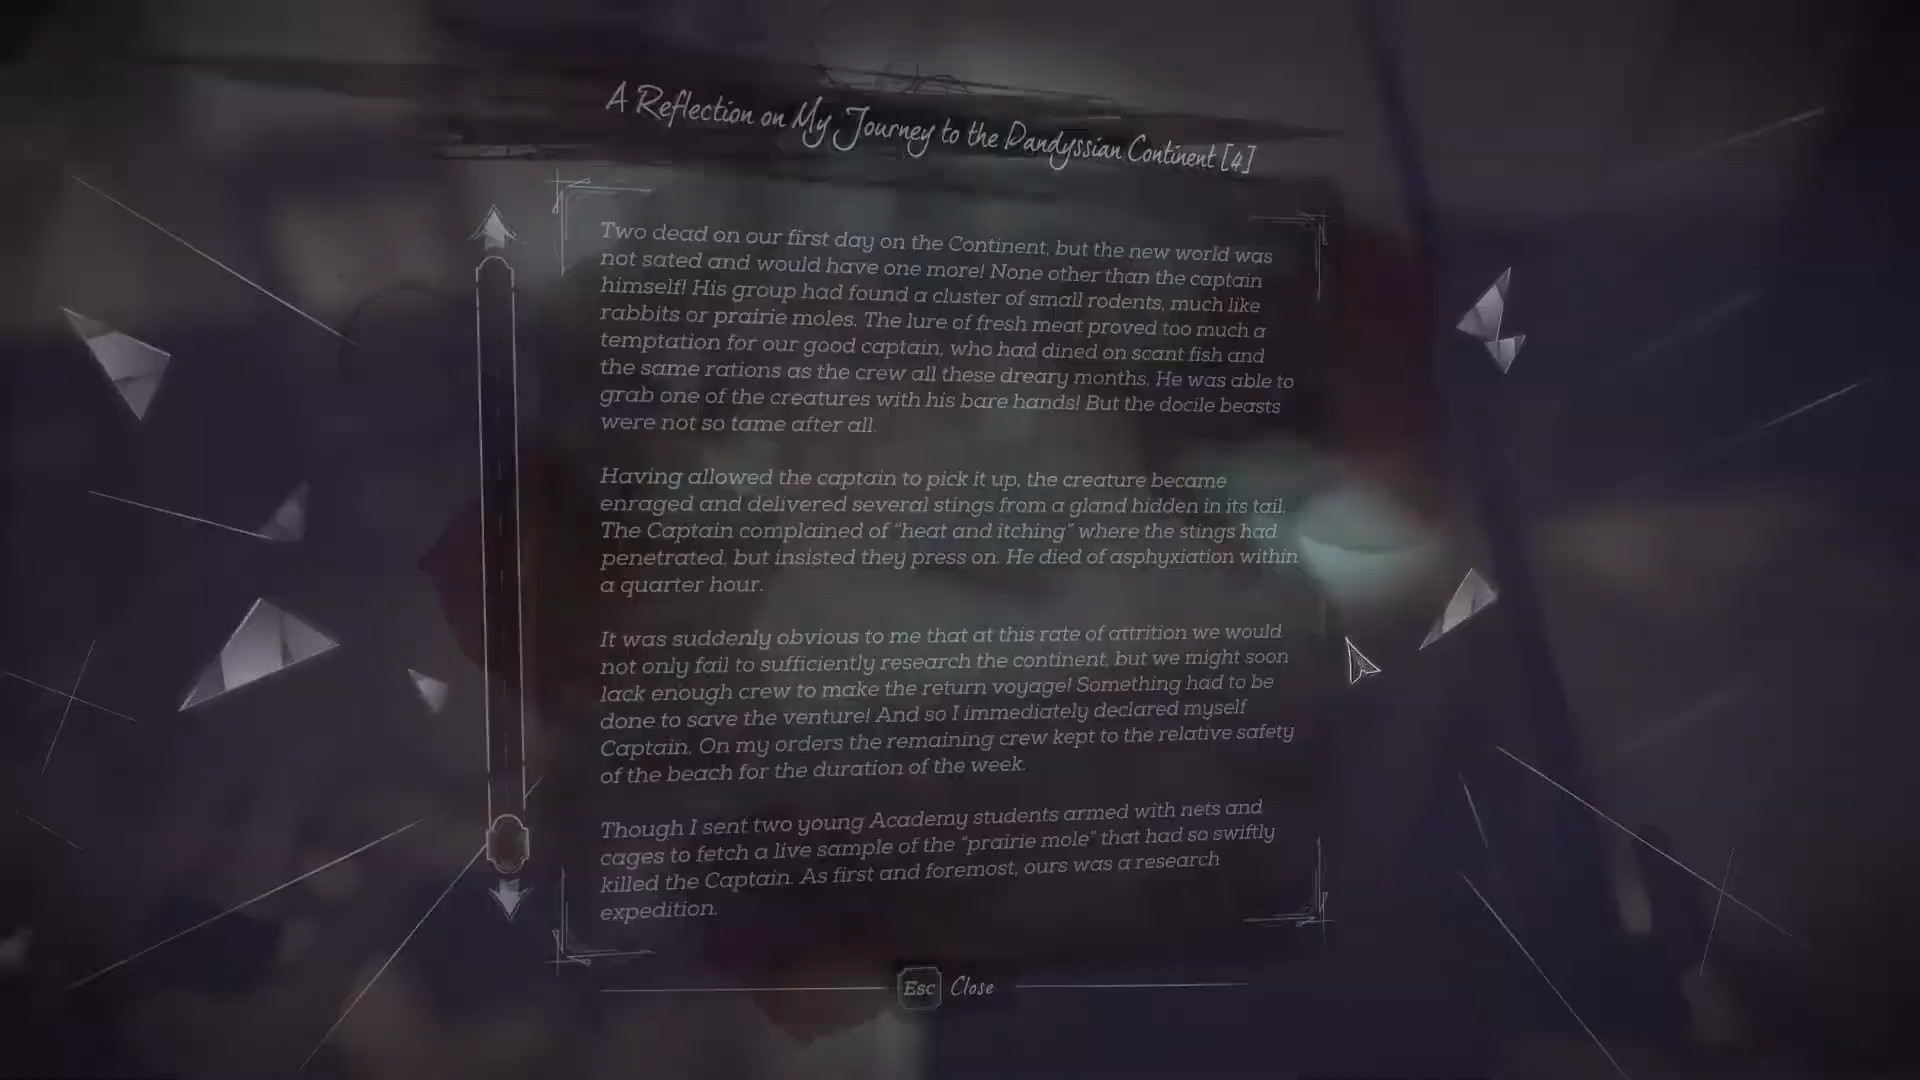 A Reflection on My Journey to the Pandyssian Continent [4]
Two dead on our first day on the Continent, but the new world was
not sated and would have one more! None other than the captain
himself! His group had found a cluster of small rodents, much like
rabbits or prairie moles. The lure of fresh meat proved too much a
temptation for our good captain, who had dined on scant fish and
the same rations as the crew all these dreary months. He was able to
grab one of the creatures with his bare hands! But the docile beasts
were not so tame after all.
Having allowed the captain to pick it up, the creature became
enraged and delivered several stings from a gland hidden in its tail.
The Captain complained of “heat and itching” where the stings had
penetrated, but insisted they press on. He died of asphyxiation within
a quarter hour.
It was suddenly obvious to me that at this rate of attrition we would
not only fail to sufficiently research the continent, but we might soon
lack enough crew to make the return voyage! Something had to be
done to save the venture! And so I immediately declared myself
Captain. On my orders the remaining crew kept to the relative safety
of the beach for the duration of the week.
Though I sent two young Academy students armed with nets and
cages to fetch a live sample of the “prairie mole” that had so swiftly
killed the Captain. As first and foremost, ours was a research
expedition.
Esc Close